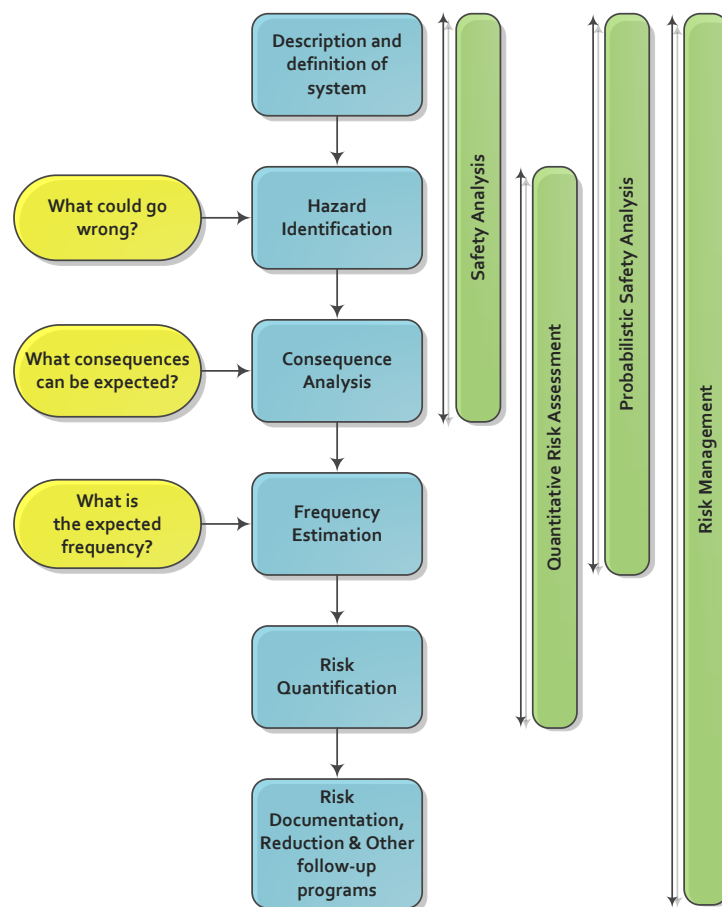 Description and
definition of
system
What could go
wrong?
Hazard
Identification
What consequences
can be expected?
Consequence
Analysis
What is
the expected
frequency?
Frequency
Estimation
Risk
Quantification
Risk
Documentation,
Reduction & Other
follow-up
programs
Safety Analysis
Quantitative Risk Assessment
Probabilistic Safety Analysis
Risk Management